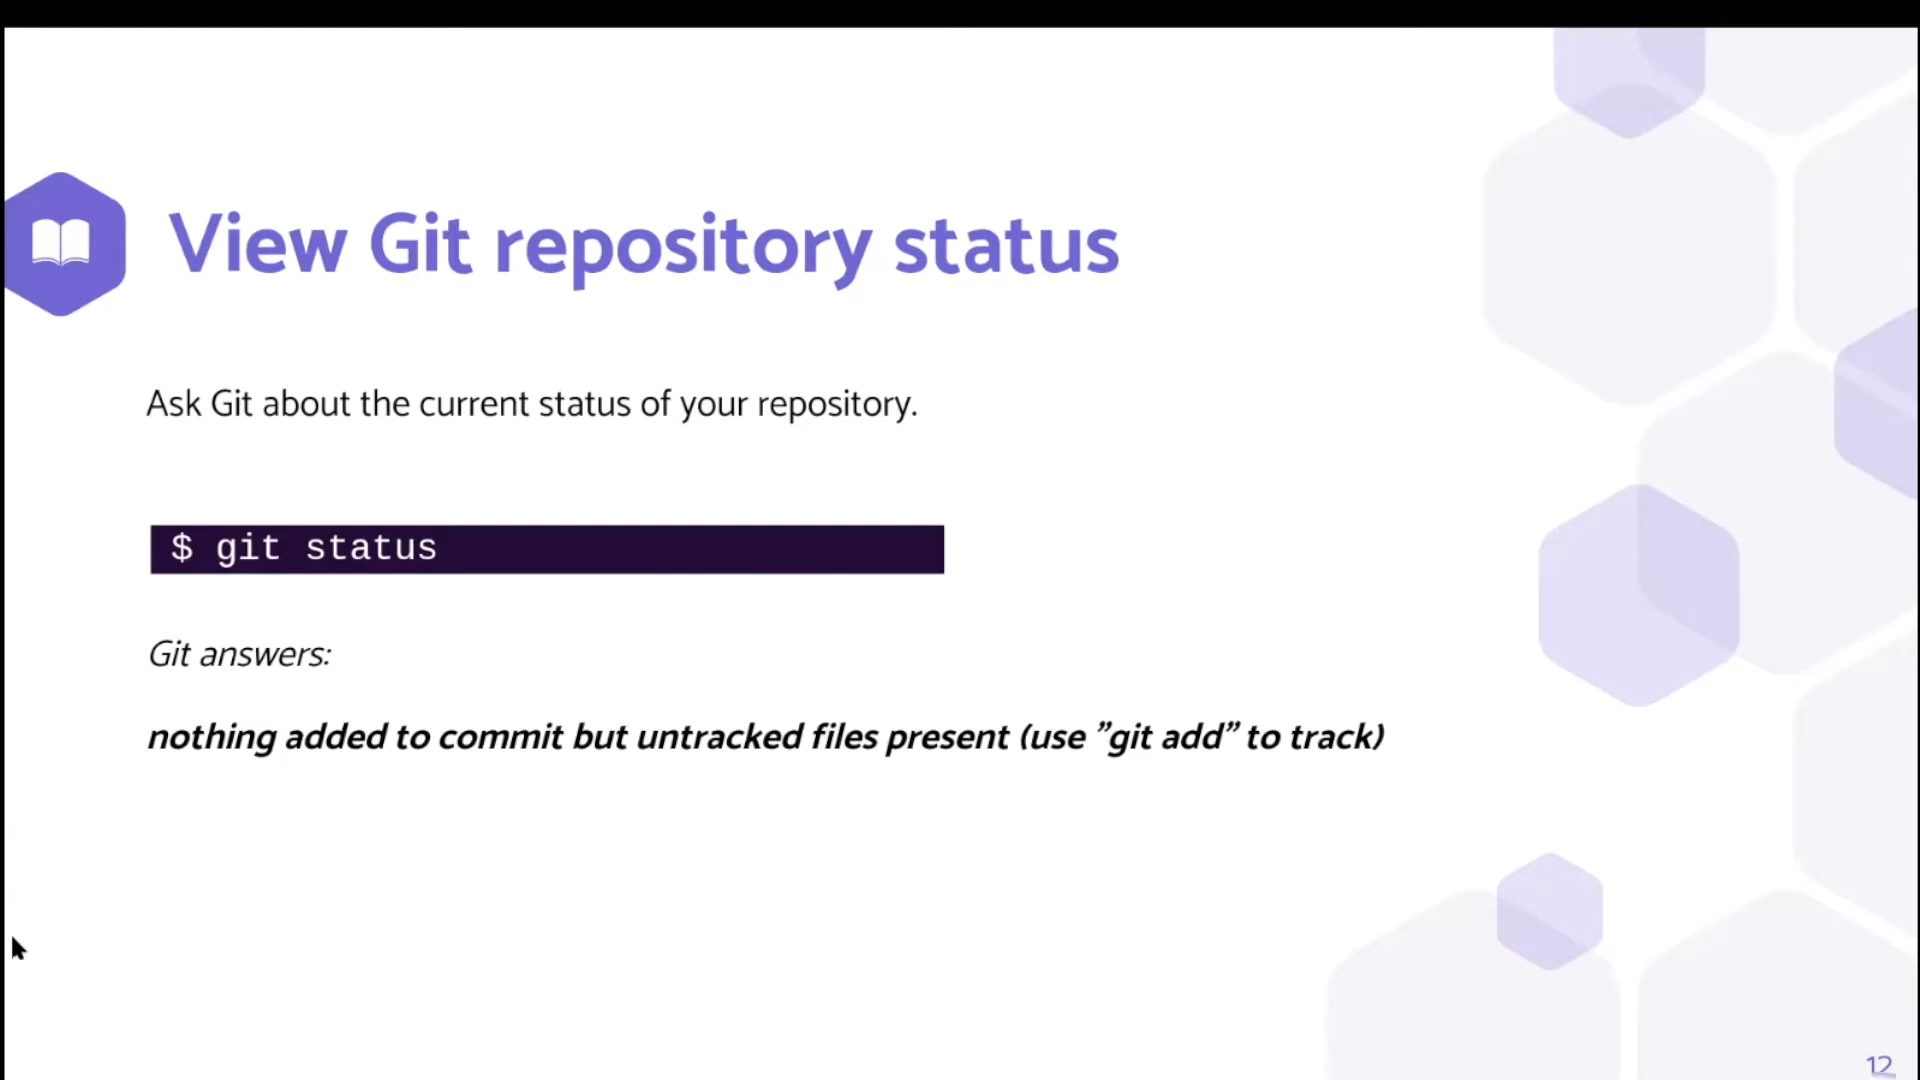 View Git repository status
Ask Git about the current status of your repository.
$ git status
Git answers:
nothing added to commit but untracked files present (use ”git add” to track)
12